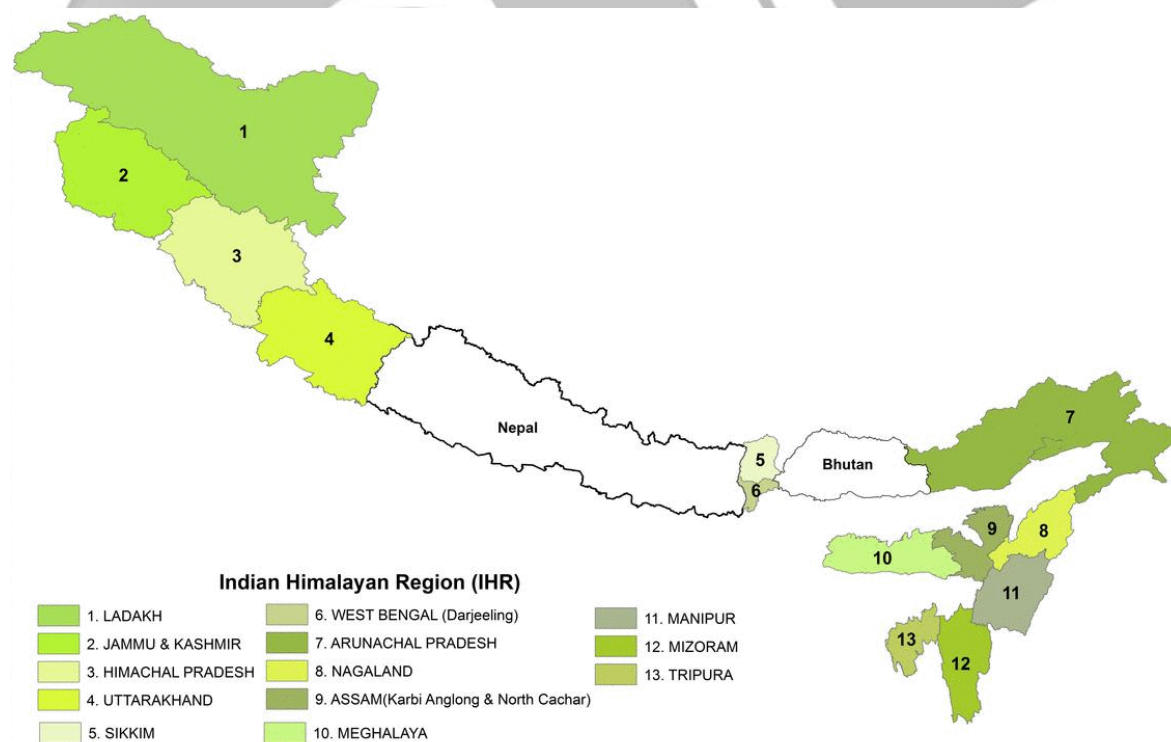 1
2
3
4
Nepal
5
6
Bhutan
7
8
9
10
11
12
13
Indian Himalayan Region (IHR)
1. LADAKH
2. JAMMU & KASHMIR
3. HIMACHAL PRADESH
4. UTTARAKHAND
5. SIKKIM
6. WEST BENGAL (Darjeeling)
7. ARUNACHAL PRADESH
8. NAGALAND
9. ASSAM(Karbi Anglong & North Cachar)
10. MEGHALAYA
11. MANIPUR
12. MIZORAM
13. TRIPURA